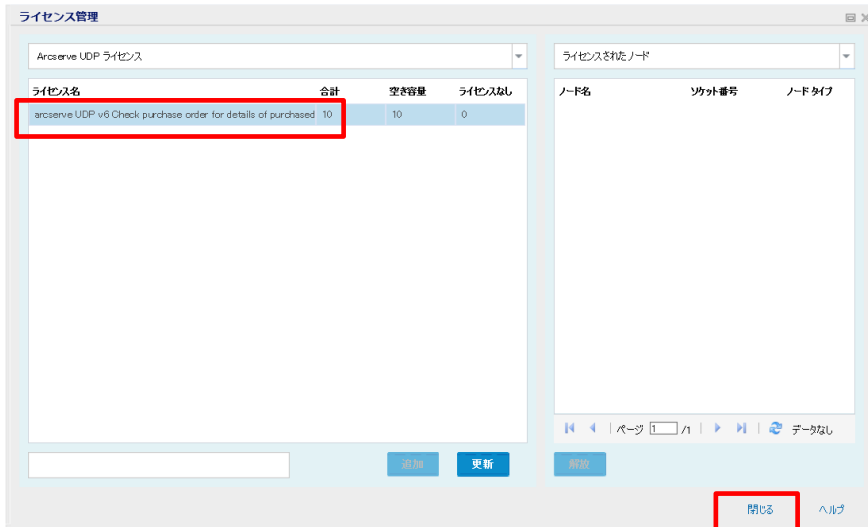 ライセンス管理
Arcserve UDP ライセンス
ライセンス名 合計 空き容量 ライセンスなし
arcserve UDP v6 Check purchase order for details of purchased 10 10 0
追加 更新
ライセンスされたノード
ノード名 ソケット番号 ノード タイプ
ページ 1 /1 データなし
解放
閉じる ヘルプ